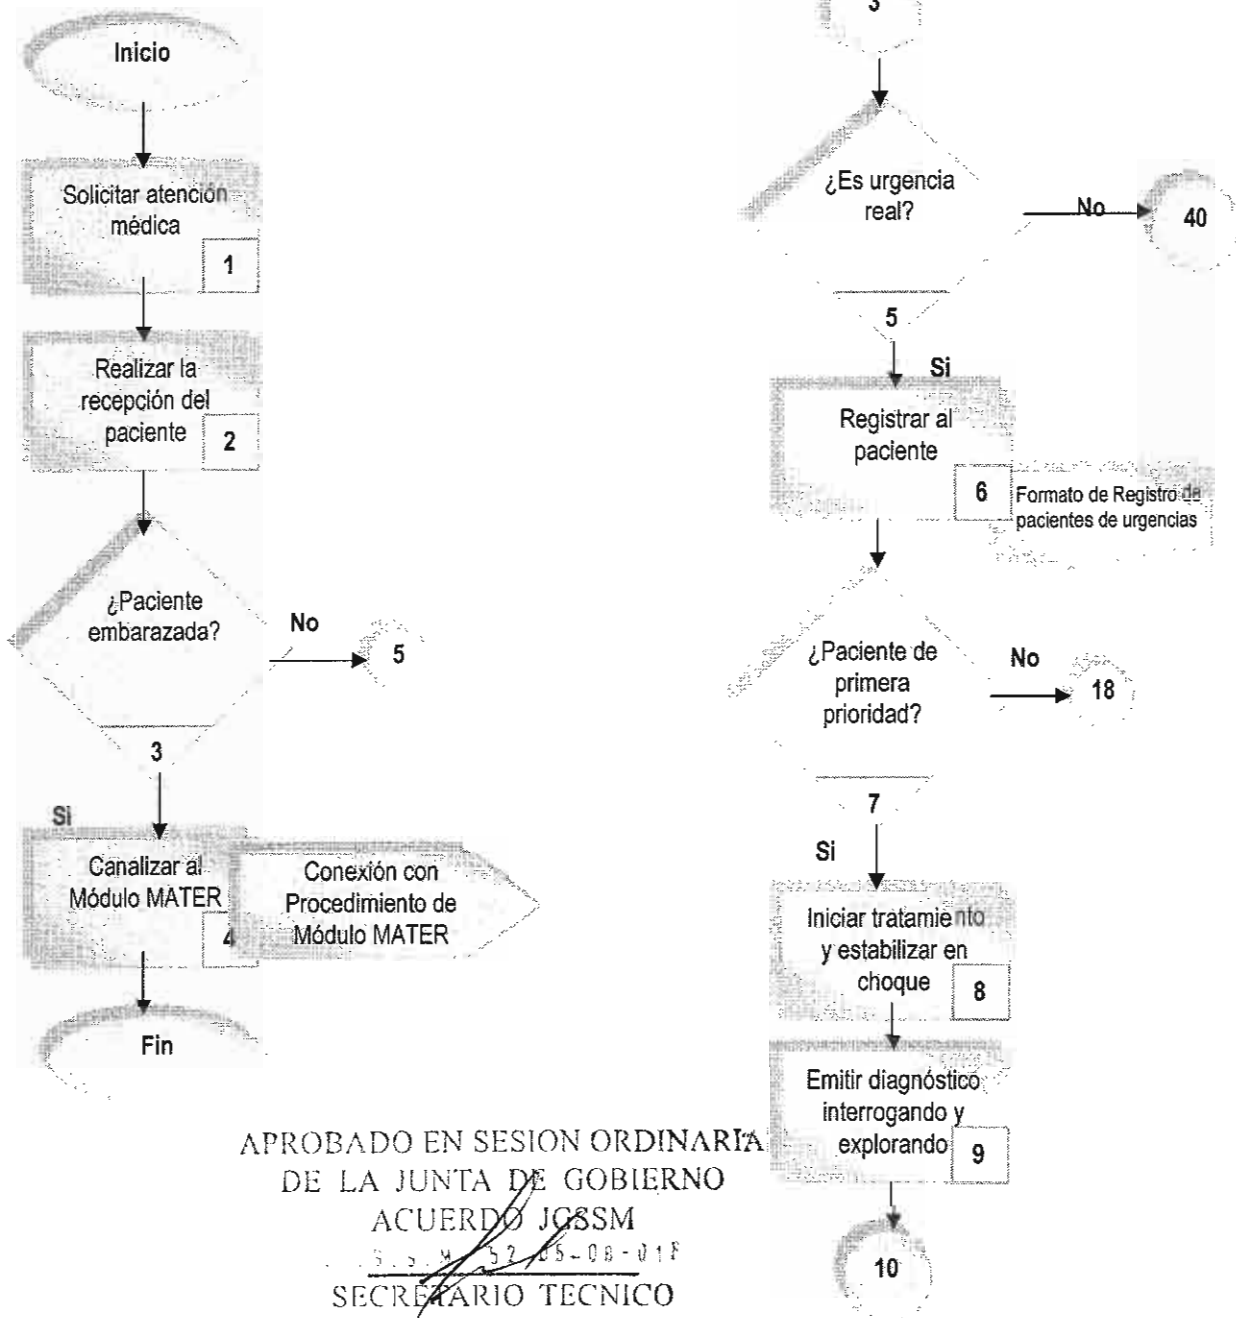 Inicio
Solicitar atención
médica
1
Realizar la
recepción del
paciente
2
¿Paciente
embarazada?
No
5
3
Si
Canalizar al
Módulo MATER
4
Conexión con
Procedimiento de
Módulo MATER
Fin
3
¿Es urgencia
real?
No
40
5
Si
Registrar al
paciente
6
Formato de Registro de
pacientes de urgencias
¿Paciente de
primera
prioridad?
No
18
7
Si
Iniciar tratamiento
y estabilizar en
choque
8
Emitir diagnóstico
interrogando y
explorando
9
10
APROBADO EN SESION ORDINARIA
DE LA JUNTA DE GOBIERNO
ACUERDO JGSSM
SECRETARIO TECNICO